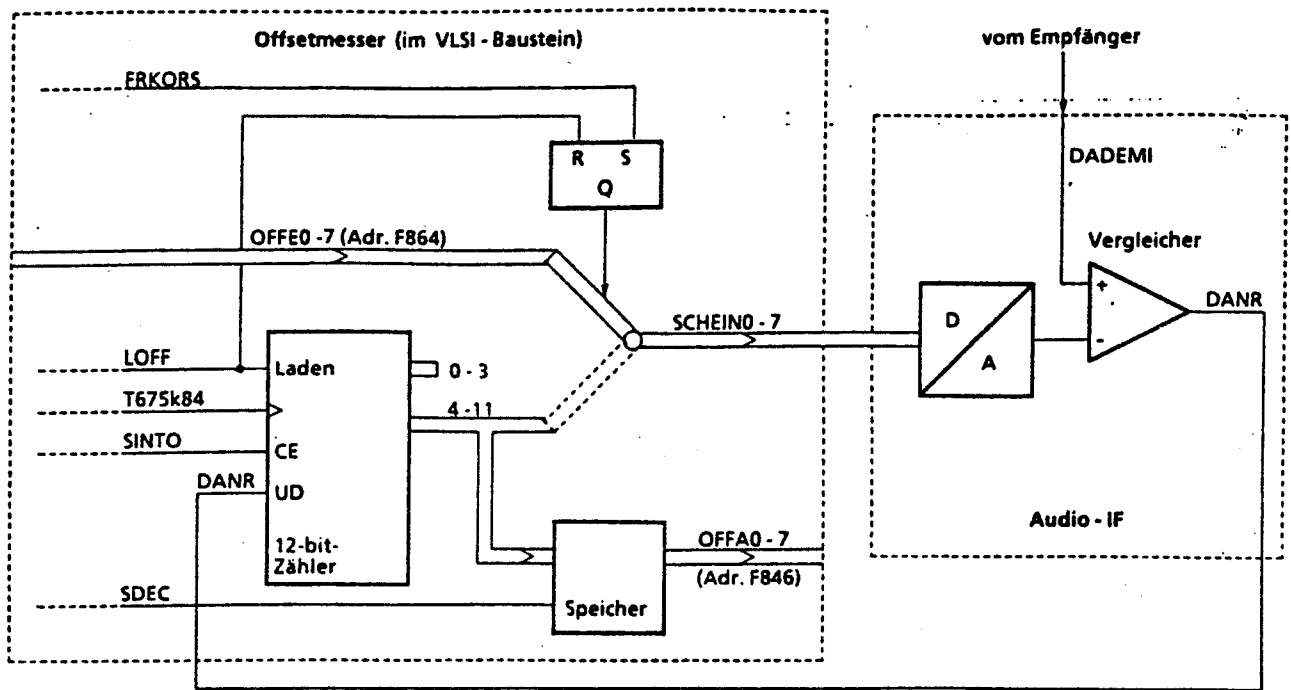 Offsetmesser (im VLSI - Baustein)
vom Empfänger
FRKORS
R S
Q
DADEMI
OFFE0 - 7 (Adr. F864)
Vergleicher
+
-
DANR
SCHEIN0 - 7
D
A
LOFF
Laden
0 - 3
T675k84
4 - 11
SINTO
CE
DANR
UD
12-bit-
Zähler
Audio - IF
OFFA0 - 7
(Adr. F846)
SDEC
Speicher